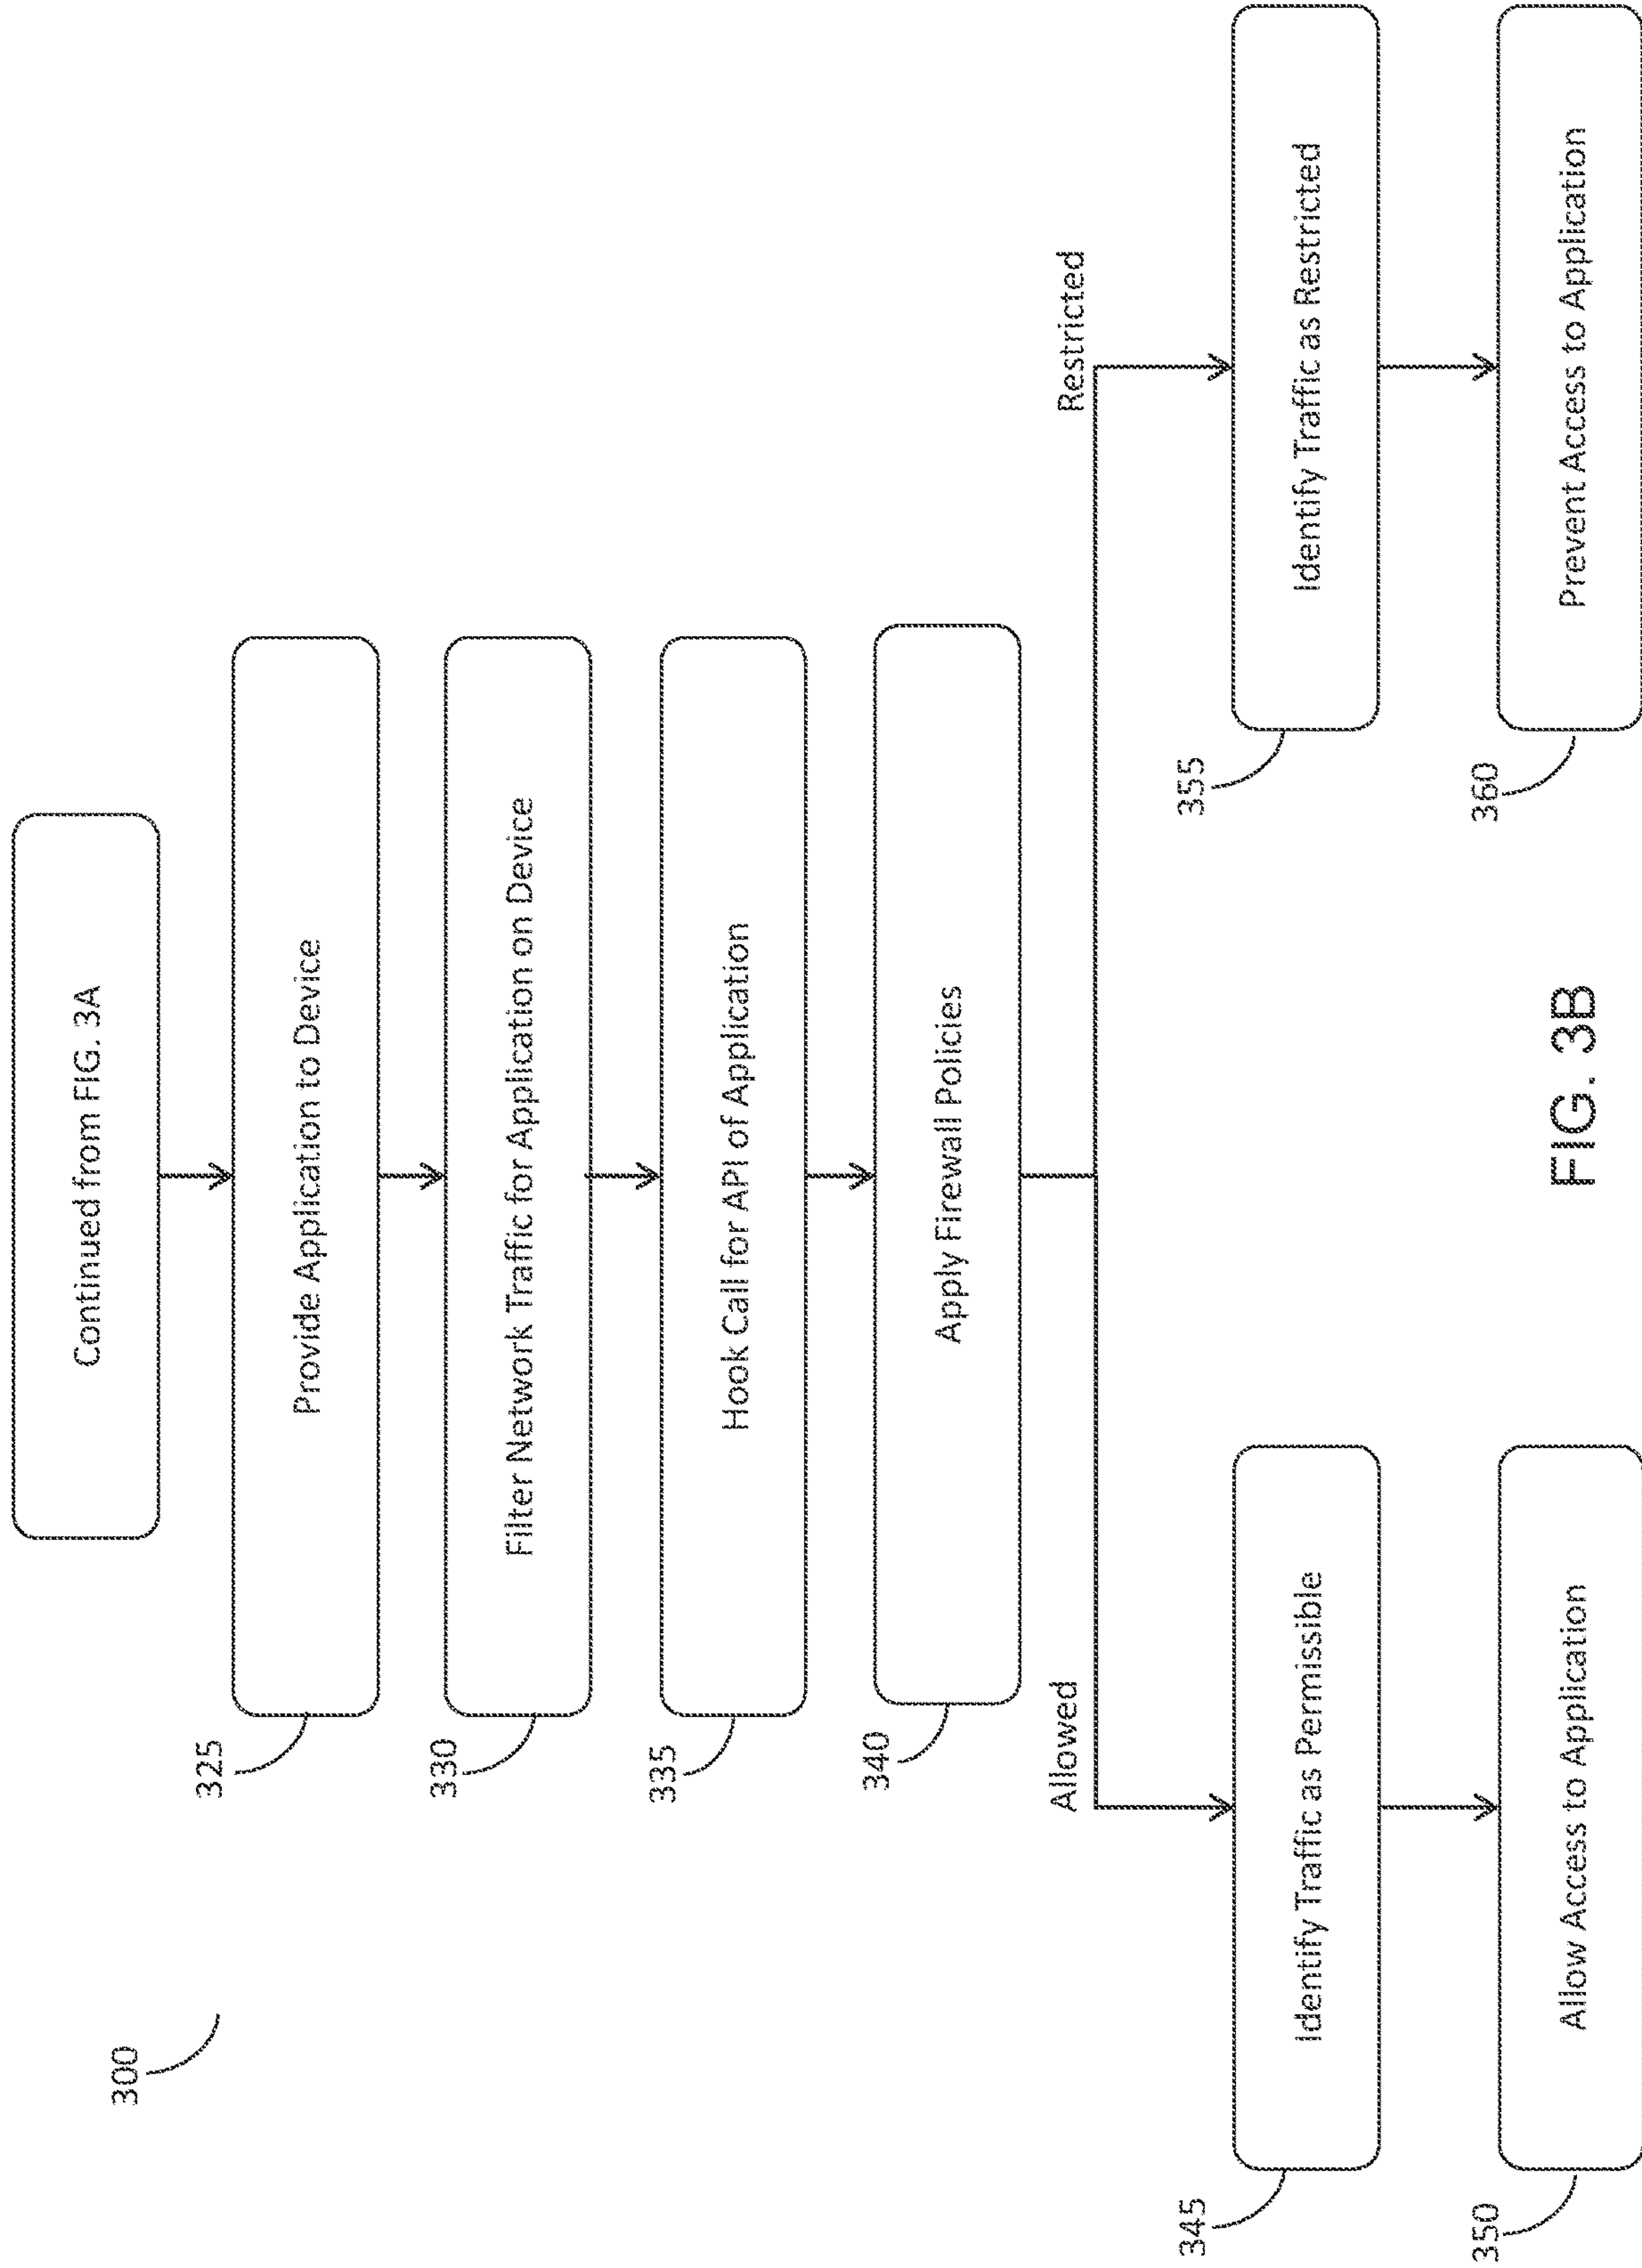 300
Continued from FIG. 3A
325
Provide Application to Device
330
Filter Network Traffic for Application on Device
335
Hook Call for API of Application
340
Apply Firewall Policies
Allowed
Restricted
345
Identify Traffic as Permissible
355
Identify Traffic as Restricted
350
Allow Access to Application
360
Prevent Access to Application
FIG. 3B